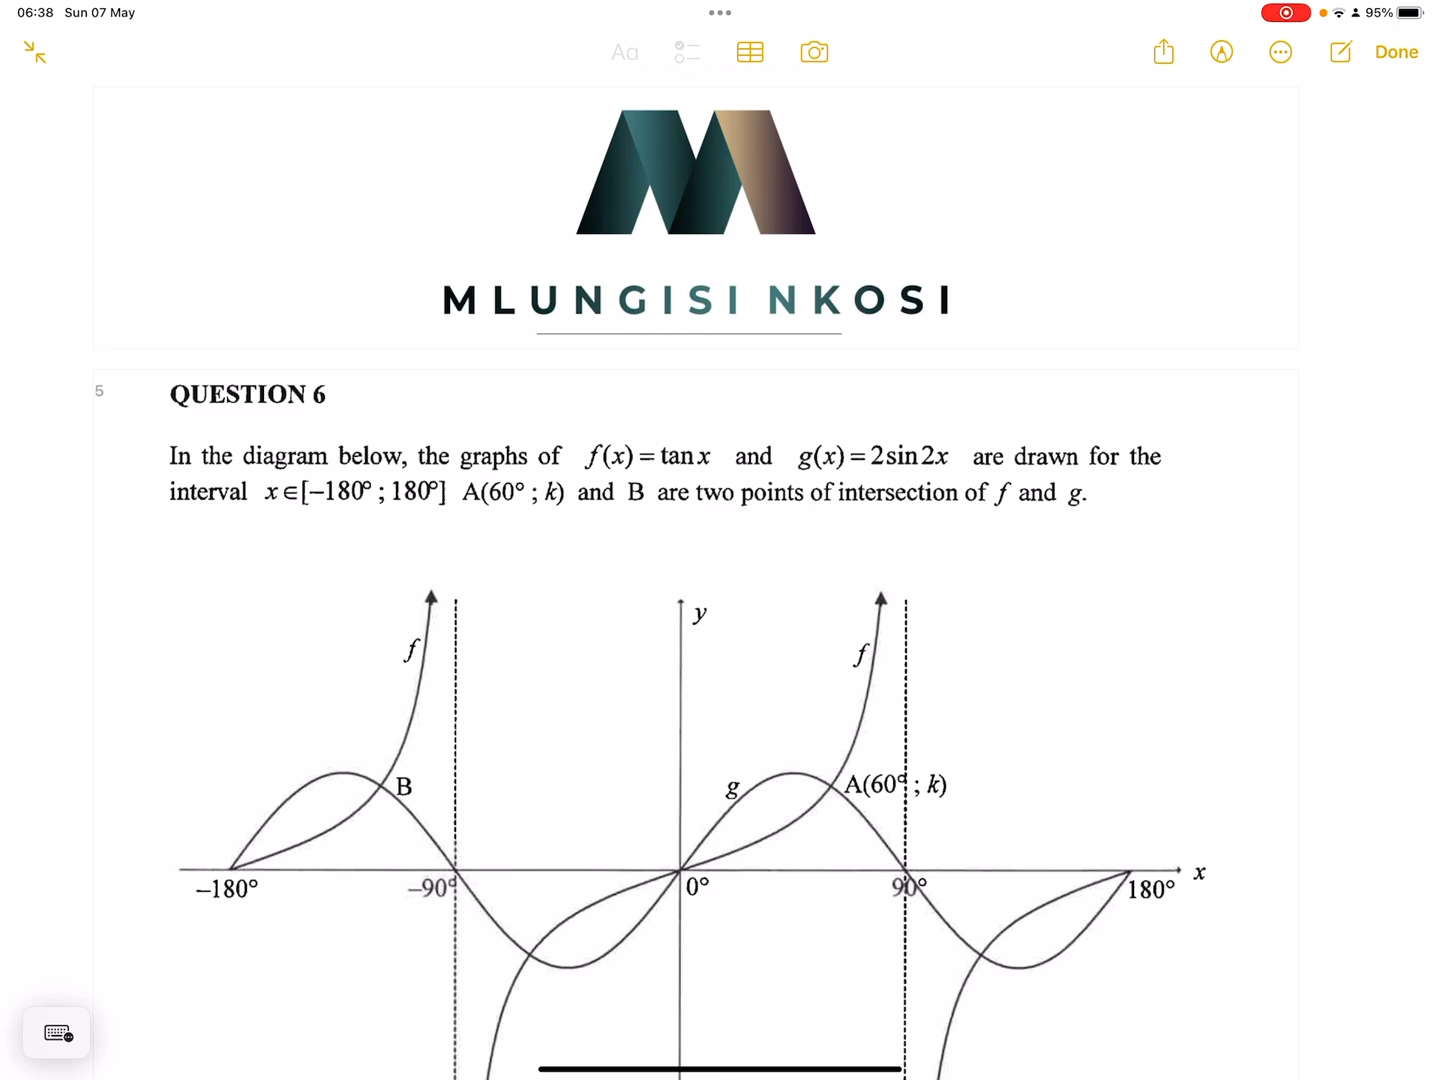 06:38 Sun 07 May
95%
Aa
Done
MLUNGISI NKOSI
5
QUESTION 6
In the diagram below, the graphs of f(x)=tan x and g(x)=2sin2x are drawn for the
interval x∈[–180°;180°] A(60°;k) and B are two points of intersection of f and g.
y
f
f
B
g
A(60°;k)
x
–180°
–90°
0°
90°
180°